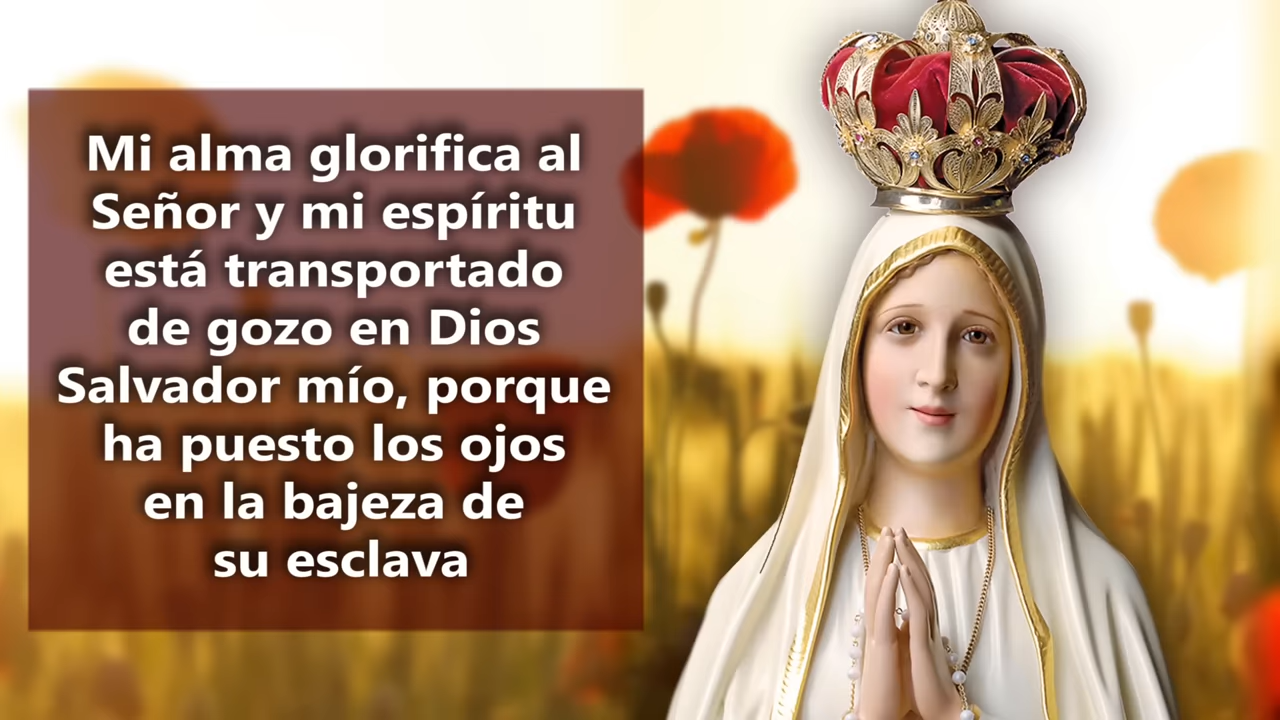 Mi alma glorifica al
Señor y mi espíritu
está transportado
de gozo en Dios
Salvador mío, porque
ha puesto los ojos
en la bajeza de
su esclava